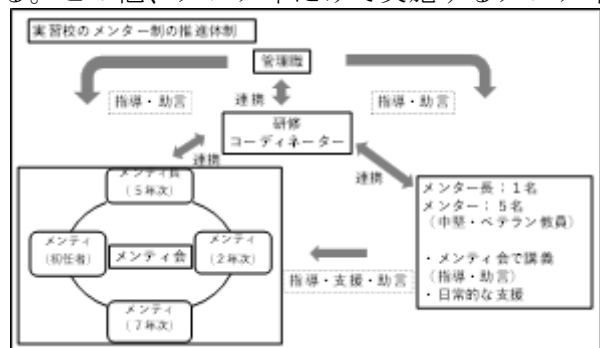 実習校のメンター制の推進体制
管理職
指導・助言
連携
指導・助言
研修
コーディネーター
連携
連携
メンティ長
(5年次)
メンティ
(初任者)
メンティ会
メンティ
(2年次)
メンティ
(7年次)
指導・支援・助言
メンター長：1名
メンター：5名
(中堅・ベテラン教員)
・メンティ会で講義
(指導・助言)
・日常的な支援